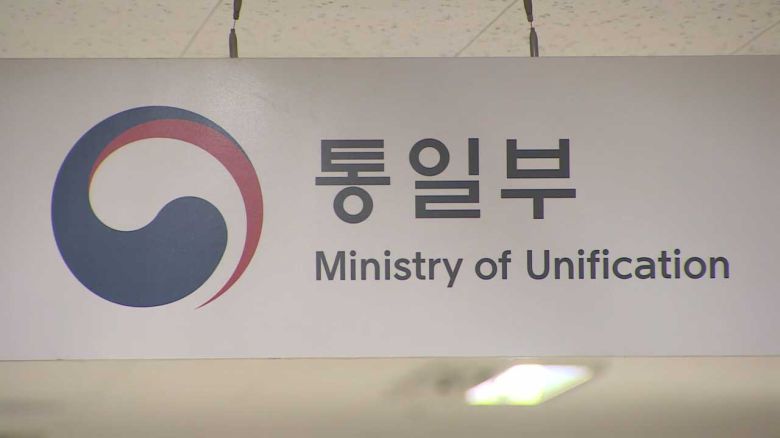 통일부
Ministry of Unification